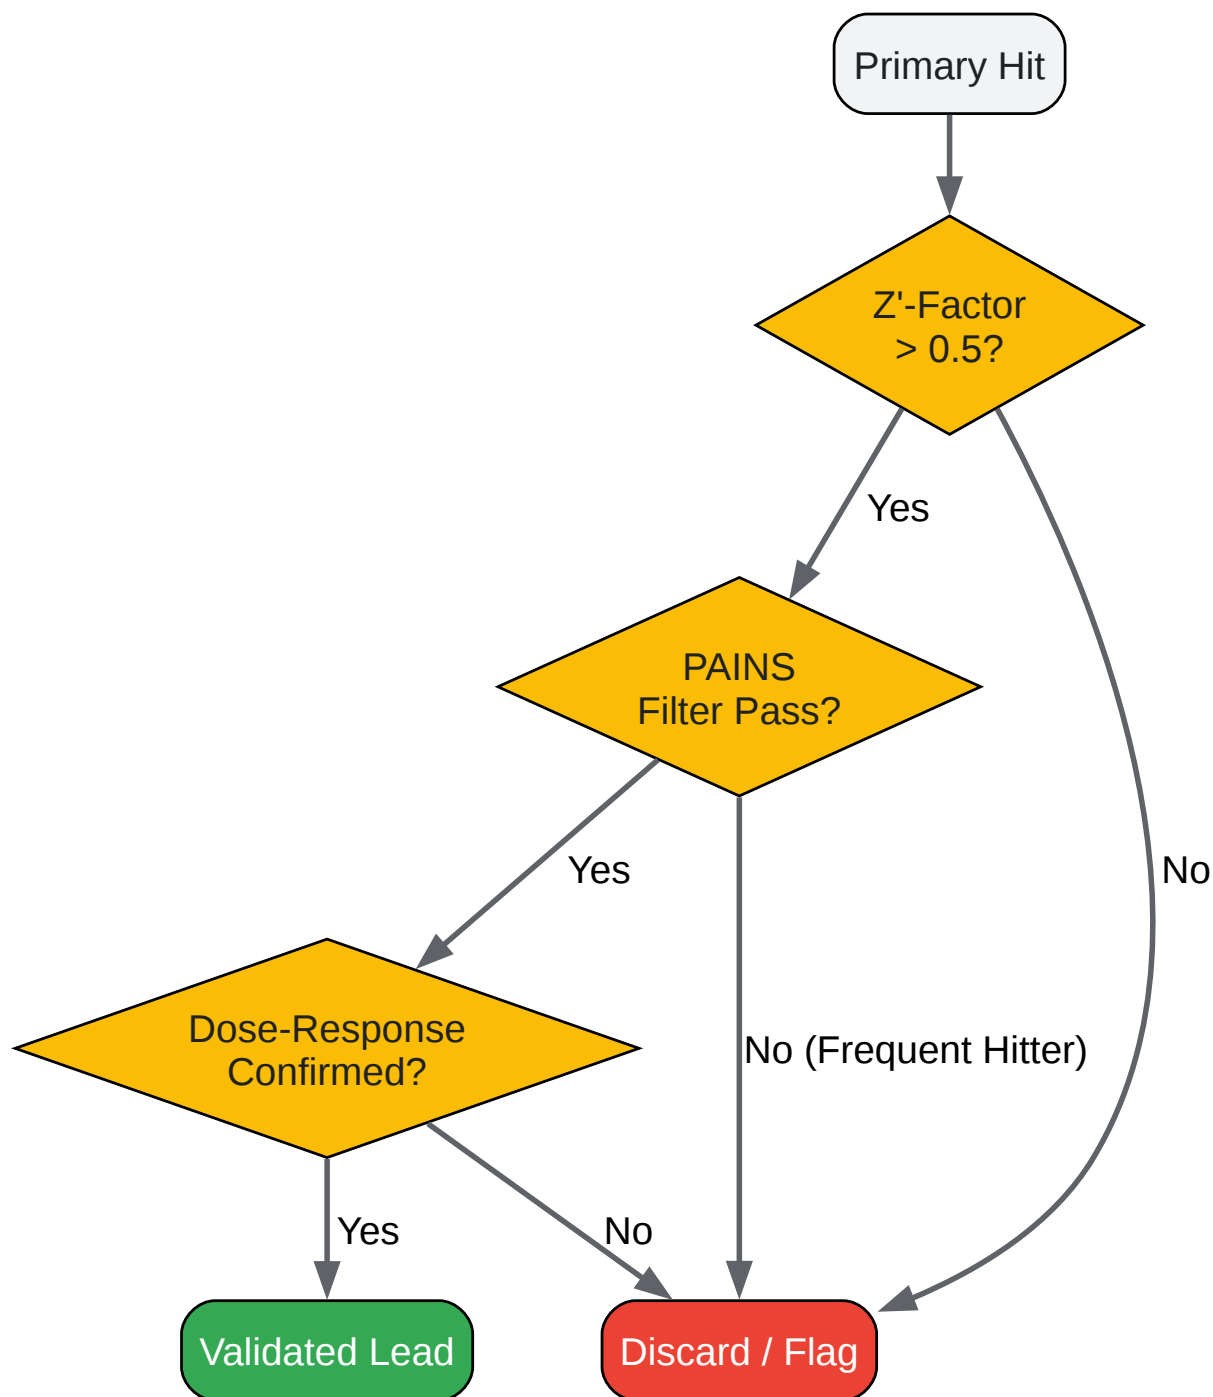 Primary Hit
Z'-Factor
> 0.5?
Yes
PAINS
Filter Pass?
Yes
No
Dose-Response
Confirmed?
No (Frequent Hitter)
Yes
No
Validated Lead
Discard / Flag